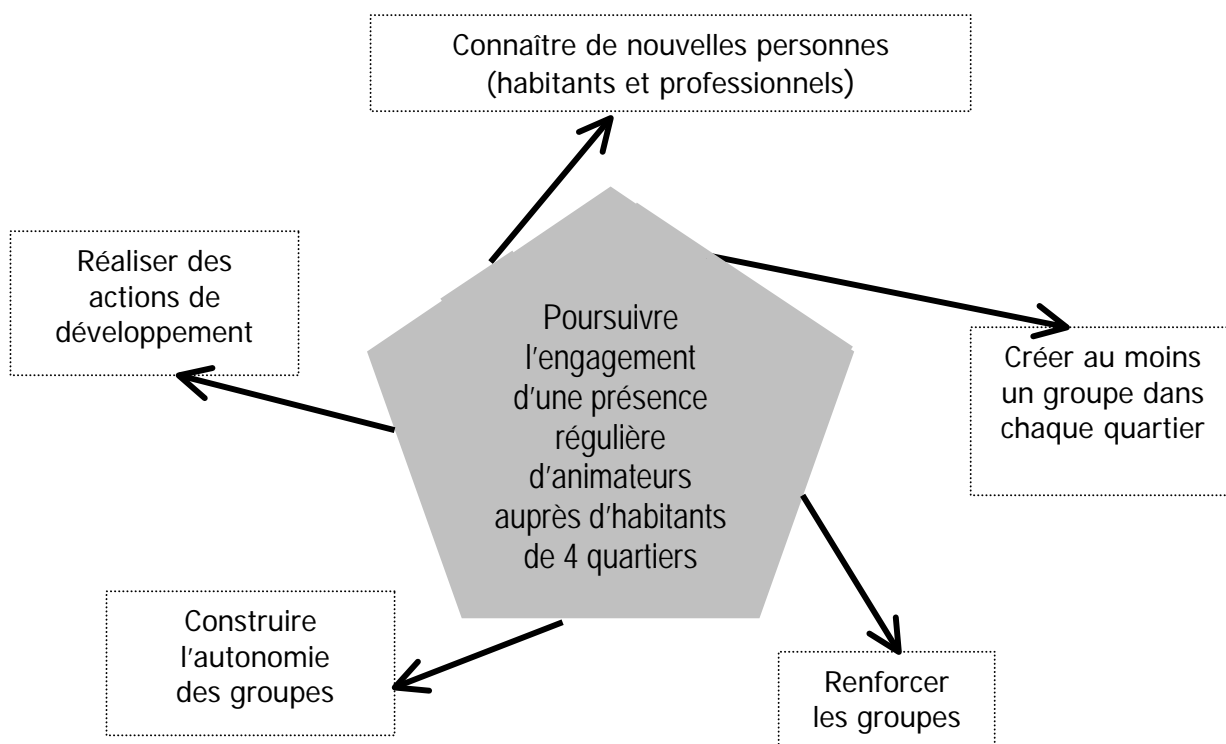 Connaître de nouvelles personnes
(habitants et professionnels)
Réaliser des
actions de
développement
Poursuivre
l'engagement
d'une présence
régulière
d'animateurs
auprès d'habitants
de 4 quartiers
Créer au moins
un groupe dans
chaque quartier
Construire
l'autonomie
des groupes
Renforcer
les groupes